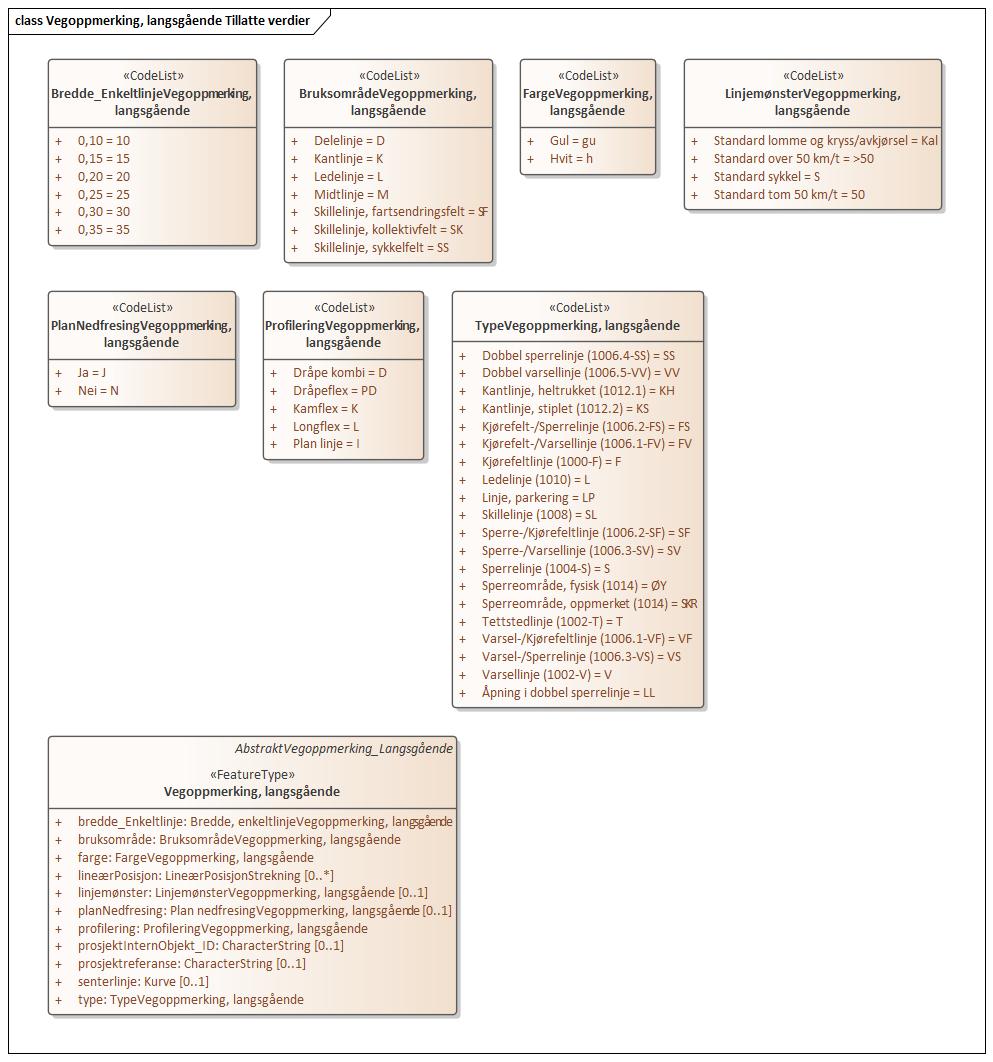 class Vegoppmerking, langsgående Tillatte verdier
«CodeList»
Bredde_EnkeltlinjeVegoppmerking,
langsgående
+ 0,10 = 10
+ 0,15 = 15
+ 0,20 = 20
+ 0,25 = 25
+ 0,30 = 30
+ 0,35 = 35
«CodeList»
BruksområdeVegoppmerking,
langsgående
+ Delelinje = D
+ Kantlinje = K
+ Ledelinje = L
+ Midtlinje = M
+ Skillelinje, fartsendringsfelt = SF
+ Skillelinje, kollektivfelt = SK
+ Skillelinje, sykkelfelt = SS
«CodeList»
FargeVegoppmerking,
langsgående
+ Gul = gu
+ Hvit = h
«CodeList»
LinjemønsterVegoppmerking,
langsgående
+ Standard lomme og kryss/avkjørsel = Kal
+ Standard over 50 km/t = >50
+ Standard sykkel = S
+ Standard tom 50 km/t = 50
«CodeList»
PlanNedfresingVegoppmerking,
langsgående
+ Ja = J
+ Nei = N
«CodeList»
ProfileringVegoppmerking,
langsgående
+ Dråpe kombi = D
+ Dråpeflex = PD
+ Kamflex = K
+ Longflex = L
+ Plan linje = I
«CodeList»
TypeVegoppmerking, langsgående
+ Dobbel sperrelinje (1006.4-SS) = SS
+ Dobbel varsellinje (1006.5-VV) = VV
+ Kantlinje, heltrukket (1012.1) = KH
+ Kantlinje, stiplet (1012.2) = KS
+ Kjørefelt-/Sperrelinje (1006.2-FS) = FS
+ Kjørefelt-/Varsellinje (1006.1-FV) = FV
+ Kjørefeltlinje (1000-F) = F
+ Ledelinje (1010) = L
+ Linje, parkering = LP
+ Skillelinje (1008) = SL
+ Sperre-/Kjørefeltlinje (1006.2-SF) = SF
+ Sperre-/Varsellinje (1006.3-SV) = SV
+ Sperrelinje (1004-S) = S
+ Sperreområde, fysisk (1014) = ØY
+ Sperreområde, oppmerket (1014) = SKR
+ Tettstedlinje (1002-T) = T
+ Varsel-/Kjørefeltlinje (1006.1-VF) = VF
+ Varsel-/Sperrelinje (1006.3-VS) = VS
+ Varsellinje (1002-V) = V
+ Åpning i dobbel sperrelinje = LL
AbstraktVegoppmerking_Langsgående
«FeatureType»
Vegoppmerking, langsgående
+ bredde_Enkeltlinje: Bredde, enkeltlinjeVegoppmerking, langsgående
+ bruksområde: BruksområdeVegoppmerking, langsgående
+ farge: FargeVegoppmerking, langsgående
+ lineærPosisjon: LineærPosisjonStrekning [0..*]
+ linjemønster: LinjemønsterVegoppmerking, langsgående [0..1]
+ planNedfresing: Plan nedfresingVegoppmerking, langsgående [0..1]
+ profilering: ProfileringVegoppmerking, langsgående
+ prosjektInternObjekt_ID: CharacterString [0..1]
+ prosjektreferanse: CharacterString [0..1]
+ senterlinje: Kurve [0..1]
+ type: TypeVegoppmerking, langsgående